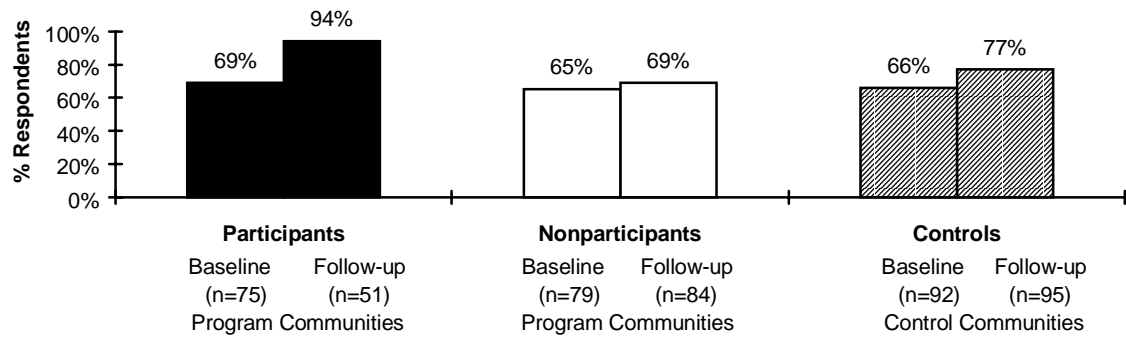 % Respondents
100%
80%
60%
40%
20%
0%
69%
94%
65%
69%
66%
77%
Participants
Nonparticipants
Controls
Baseline
Follow-up
Baseline
Follow-up
Baseline
Follow-up
(n=75)
(n=51)
(n=79)
(n=84)
(n=92)
(n=95)
Program Communities
Program Communities
Control Communities